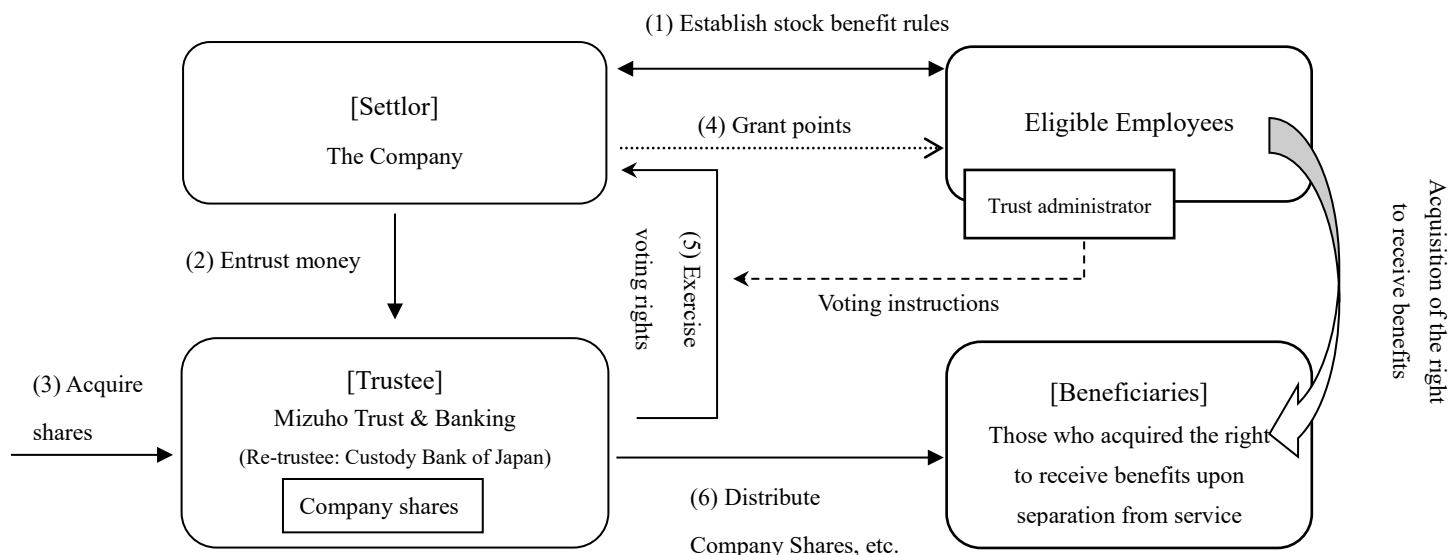 (1) Establish stock benefit rules
[Settlor]
The Company
Eligible Employees
(4) Grant points
Trust administrator
(2) Entrust money
(5) Exercise
voting rights
Voting instructions
Acquisition of the right
to receive benefits
(3) Acquire
shares
[Trustee]
Mizuho Trust & Banking
(Re-trustee: Custody Bank of Japan)
Company shares
[Beneficiaries]
Those who acquired the right
to receive benefits upon
separation from service
(6) Distribute
Company Shares, etc.